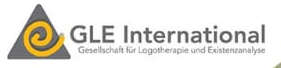 GLE International
Gesellschaft für Logotherapie und Existenzanalyse